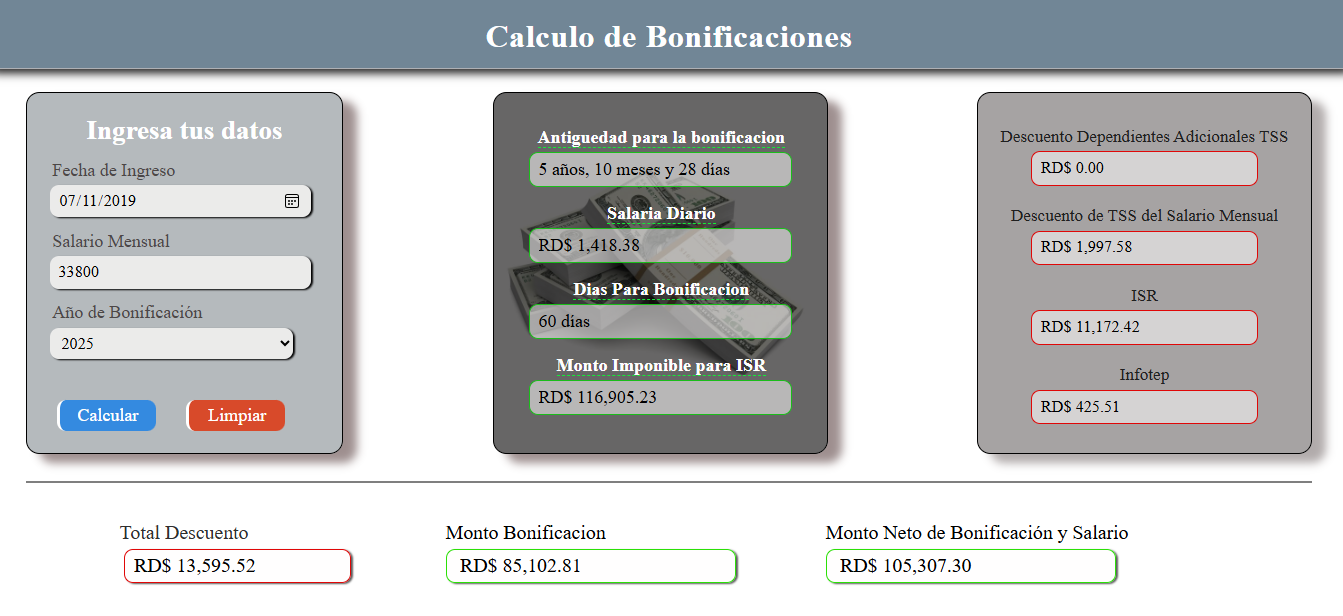 Calculo de Bonificaciones
Ingresa tus datos
Fecha de Ingreso
07/11/2019
Salario Mensual
33800
Año de Bonificación
2025
Calcular
Limpiar
Antiguedad para la bonificacion
5 años, 10 meses y 28 días
Salaria Diario
RD$ 1,418.38
Dias Para Bonificacion
60 días
Monto Imponible para ISR
RD$ 116,905.23
Descuento Dependientes Adicionales TSS
RD$ 0.00
Descuento de TSS del Salario Mensual
RD$ 1,997.58
ISR
RD$ 11,172.42
Infotep
RD$ 425.51
Total Descuento
RD$ 13,595.52
Monto Bonificacion
RD$ 85,102.81
Monto Neto de Bonificación y Salario
RD$ 105,307.30